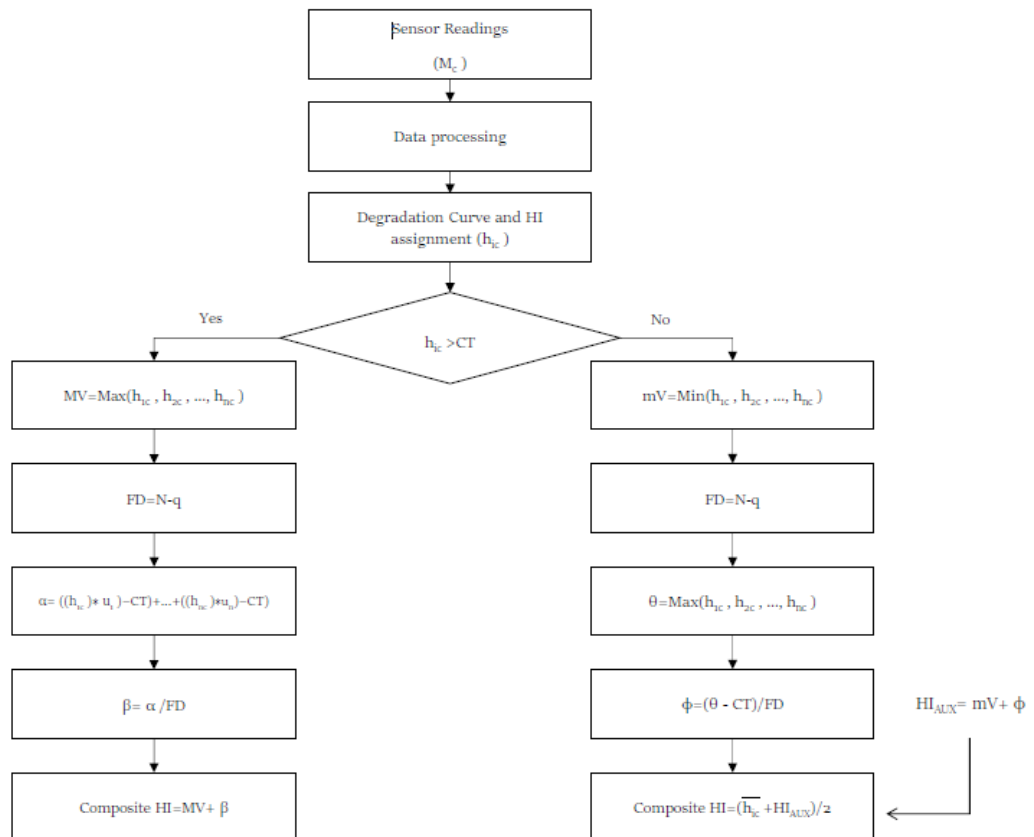 Sensor Readings
(M_c )
Data processing
Degradation Curve and HI
assignment (h_ic )
Yes
h_ic >CT
No
MV=Max(h_1c , h_2c , ..., h_nc )
FD=N-q
α= ((h_1c )* u_1 )−CT)+...+((h_nc )*u_n)−CT)
β= α /FD
Composite HI=MV+ β
mV=Min(h_1c , h_2c , ..., h_nc )
FD=N-q
θ=Max(h_1c , h_2c , ..., h_nc )
ϕ=(θ - CT)/FD
HI_AUX= mV+ ϕ
Composite HI=(h̅_ic +HI_AUX)/2